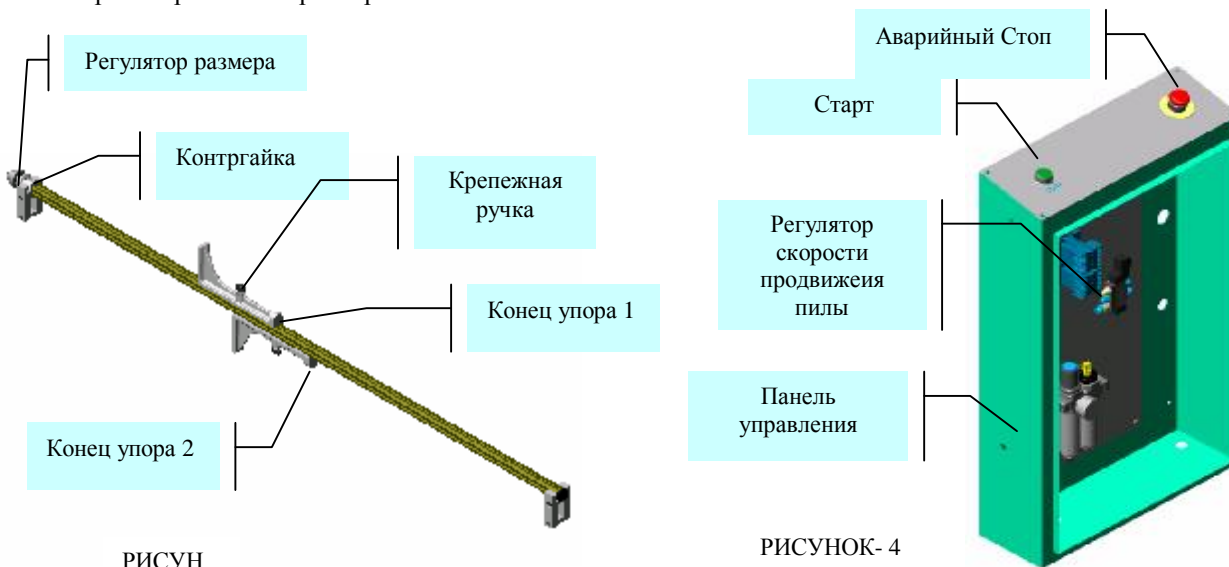 Регулятор размера
Контргайка
Крепежная
ручка
Конец упора 1
Конец упора 2
РИСУН
Аварийный Стоп
Старт
Регулятор
скорости
продвижеия
пилы
Панель
управления
РИСУНОК- 4